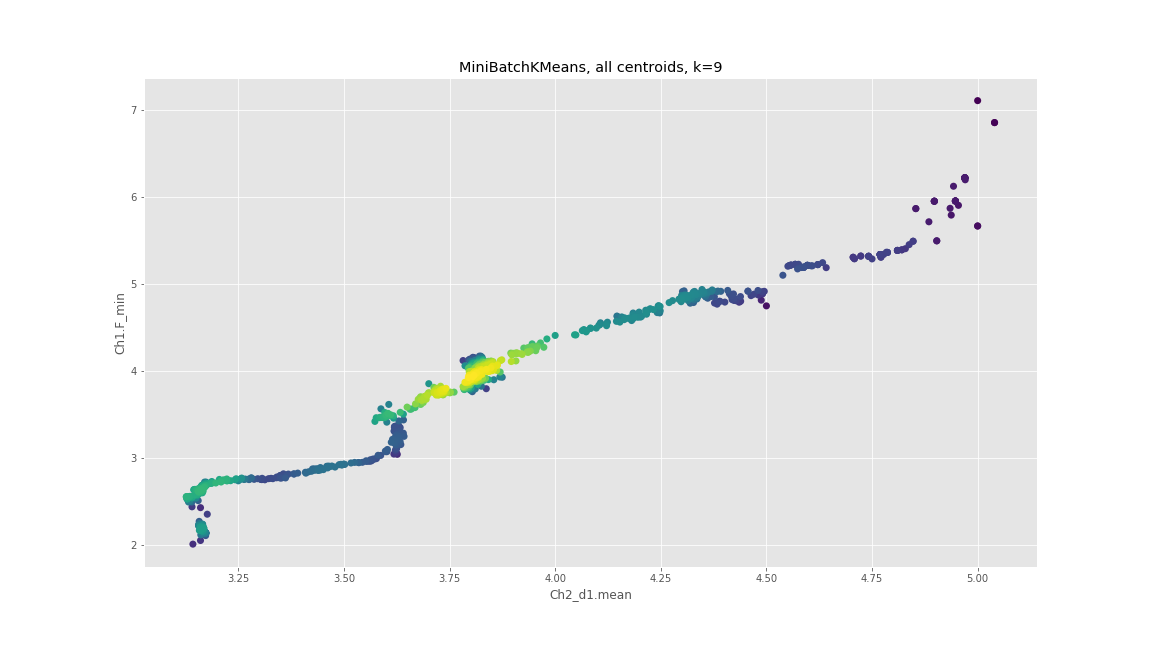 MiniBatchKMeans, all centroids, k=9
7
6
5
4
3
2
Ch1.F_min
3.25 3.50 3.75 4.00 4.25 4.50 4.75 5.00
Ch2_d1.mean